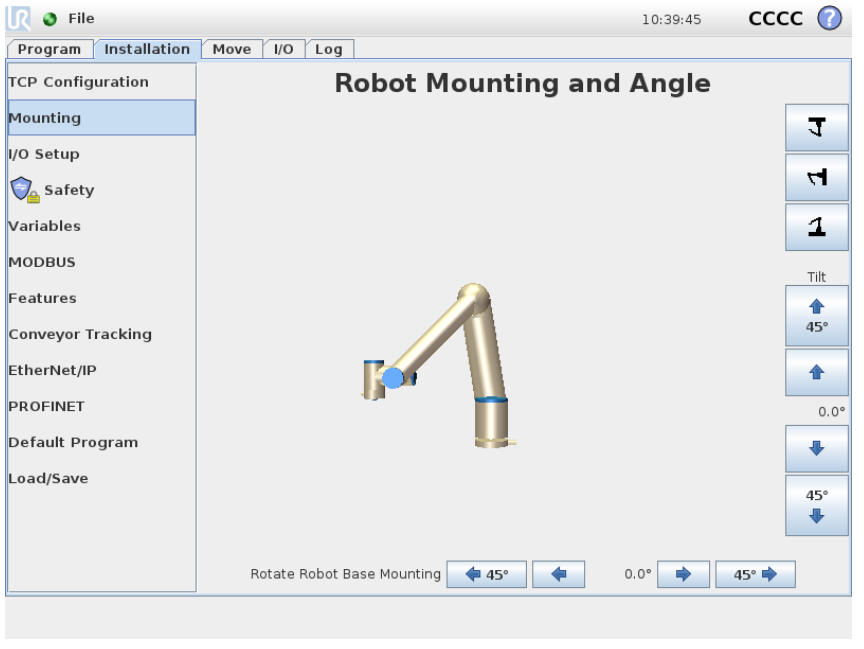 UR File 10:39:45 CCCC ?
Program Installation Move I/O Log
TCP Configuration
Mounting
I/O Setup
Safety
Variables
MODBUS
Features
Conveyor Tracking
EtherNet/IP
PROFINET
Default Program
Load/Save
Robot Mounting and Angle
Tilt
45°
0.0°
45°
Rotate Robot Base Mounting 45° 0.0° 45°